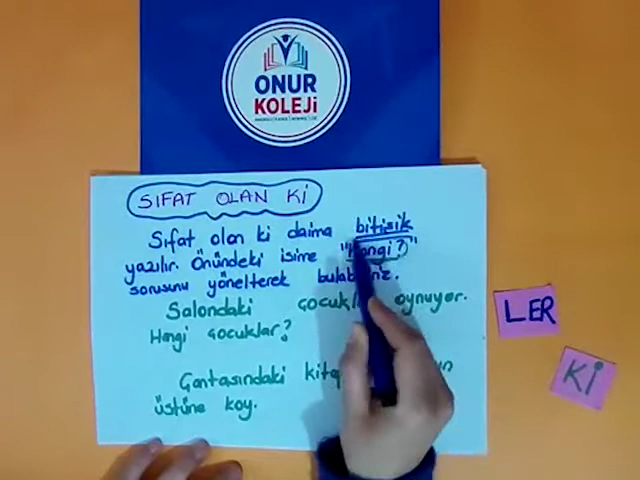 ONUR
KOLEJİ
SIFAT OLAN Kİ
Sıfat olan ki daima bitişik
yazılır. Önündeki isime "Hangi?"
sorusunu yönelterek
Salondaki oynuyor.
Hangi çocuklar?
Çantasındaki
üstüne koy.
LER
Kİ